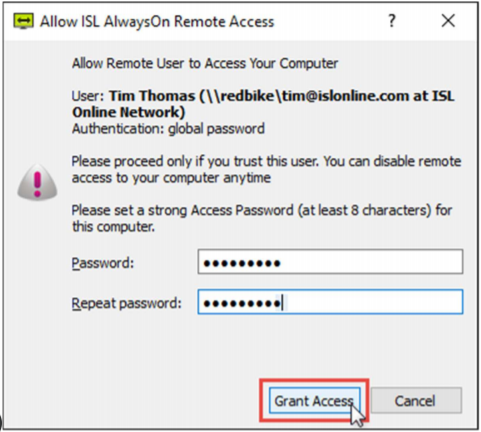 Allow ISL AlwaysOn Remote Access ? ×
Allow Remote User to Access Your Computer
User: Tim Thomas (\\redbike\tim@islonline.com at ISL
Online Network)
Authentication: global password
Please proceed only if you trust this user. You can disable remote
access to your computer anytime
Please set a strong Access Password (at least 8 characters) for
this computer.
Password: ●●●●●●●●●
Repeat password: ●●●●●●●●●
Grant Access Cancel
)